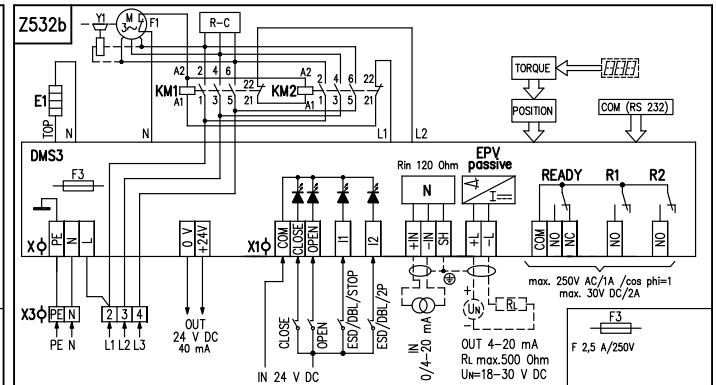 Z532b
Y1
M
3~
F1
R-C
A2
2 4 6
22
A2
2 4 6
22
KM1
KM2
A1
1 3 5
21
A1
1 3 5
21
E1
TOP
N
N
L1
L2
TORQUE
POSITION
COM (RS 232)
DMS3
F3
Rin 120 Ohm
N
EPV
passive
I
READY
R1
R2
X
PE
N
L
0 V
+24V
X1
COM
CLOSE
OPEN
I1
I2
+IN
-IN
SH
+L
-L
COM
NO
NC
NO
NO
max. 250V AC/1A /cos phi=1
max. 30V DC/2A
X3
PE
N
2
3
4
PE N
L1 L2 L3
OUT
24 V DC
40 mA
CLOSE
OPEN
ESD/DBL/STOP
ESD/DBL/2P
IN 24 V DC
IN
0/4-20 mA
+
UN
-
RL
OUT 4-20 mA
RL max.500 Ohm
UN=18-30 V DC
F3
F 2,5 A/250V